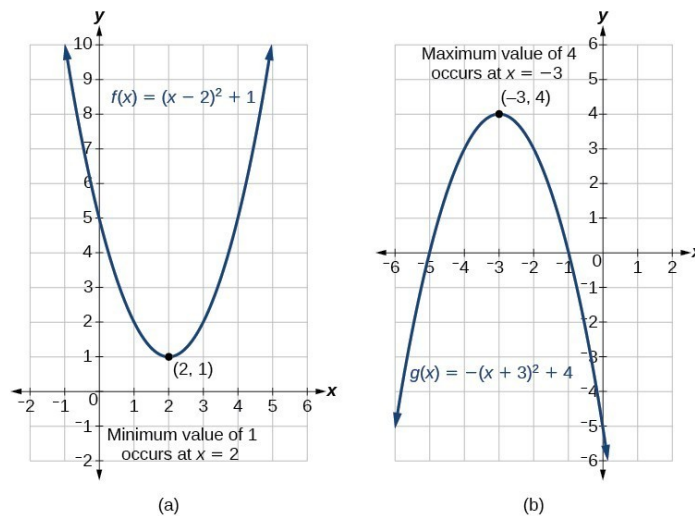 y
10
9
8
7
6
5
4
3
2
1
−1
−2
f(x) = (x − 2)² + 1
(2, 1)
−2 −1 0 1 2 3 4 5 6 x
Minimum value of 1
occurs at x = 2
(a)
y
6
5
4
3
2
1
−1
−2
−3
−4
−5
−6
Maximum value of 4
occurs at x = −3
(−3, 4)
−6 −5 −4 −3 −2 −1 0 1 2 x
g(x) = −(x + 3)² + 4
(b)